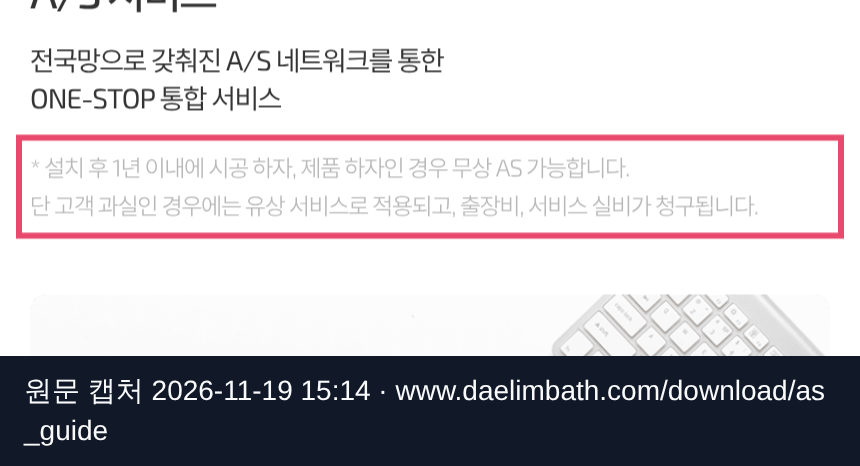 A/S 서비스
전국망으로 갖춰진 A/S 네트워크를 통한
ONE-STOP 통합 서비스
* 설치 후 1년 이내에 시공 하자, 제품 하자인 경우 무상 AS 가능합니다.
단 고객 과실인 경우에는 유상 서비스로 적용되고, 출장비, 서비스 실비가 청구됩니다.
원문 캡처 2026-11-19 15:14 · www.daelimbath.com/download/as
_guide